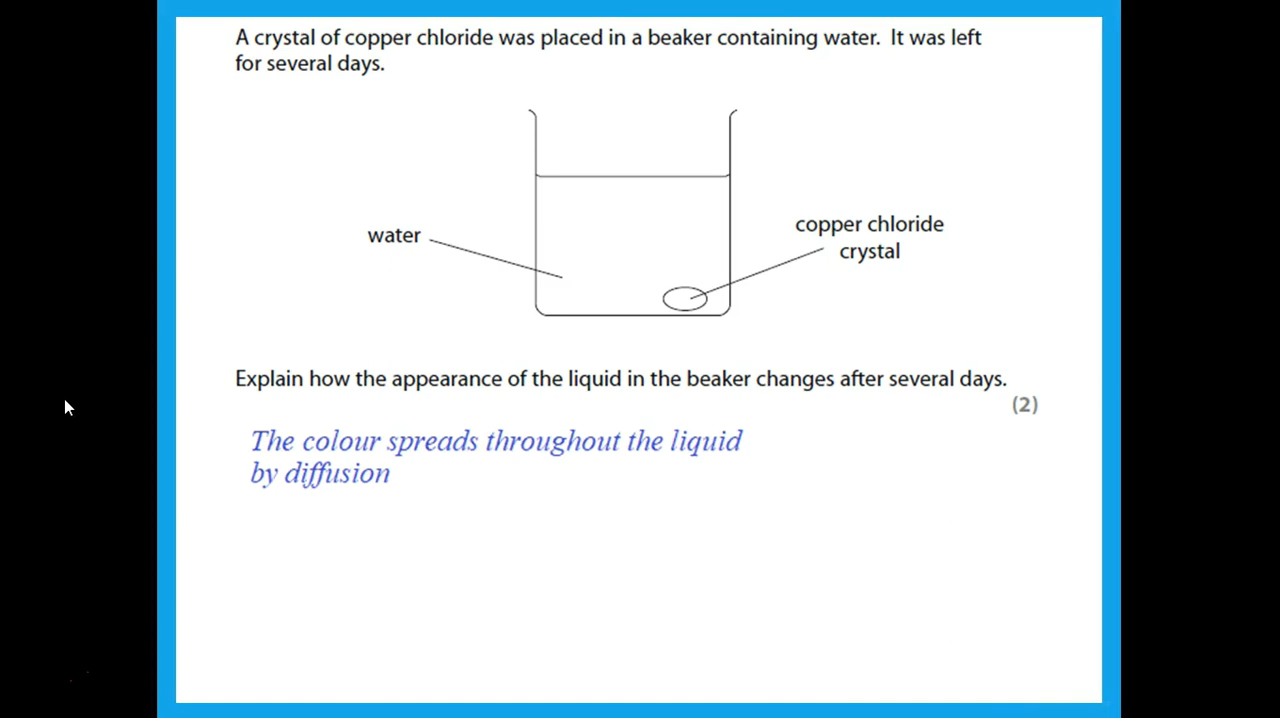 A crystal of copper chloride was placed in a beaker containing water. It was left
for several days.
water
copper chloride
crystal
Explain how the appearance of the liquid in the beaker changes after several days.
(2)
The colour spreads throughout the liquid
by diffusion